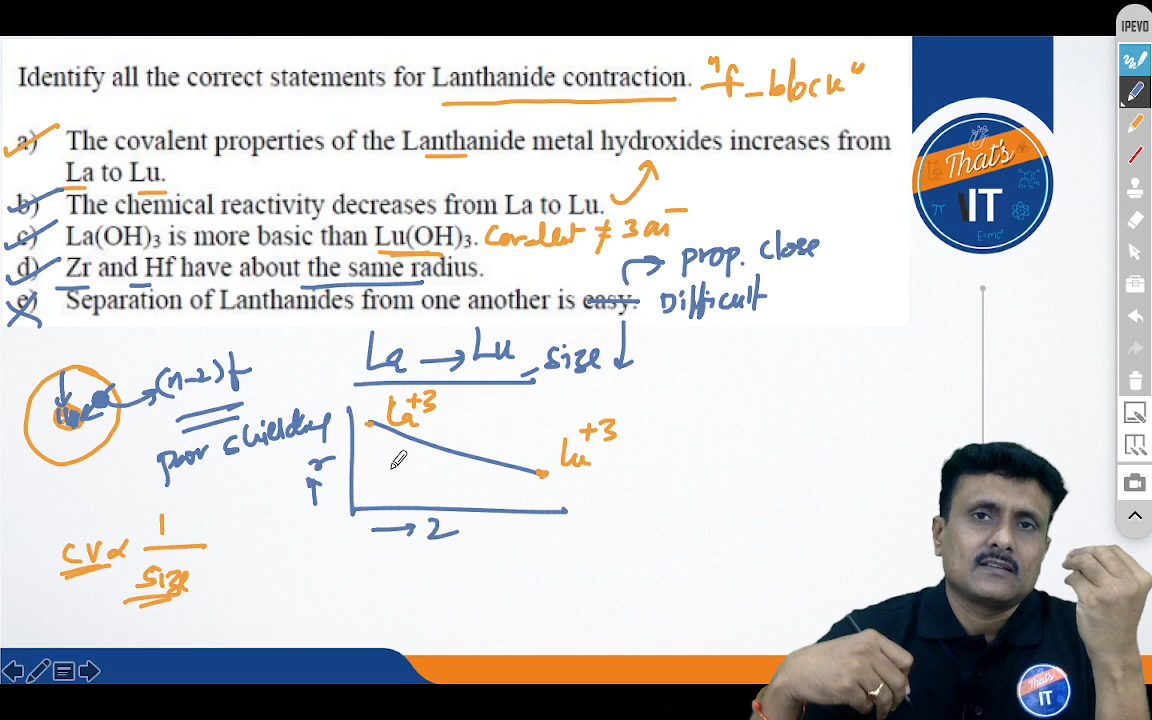 IPEVO
Identify all the correct statements for Lanthanide contraction. "f-block"
a) The covalent properties of the Lanthanide metal hydroxides increases from
La to Lu.
b) The chemical reactivity decreases from La to Lu.
c) La(OH)₃ is more basic than Lu(OH)₃. Covalent ≠
d) Zr and Hf have about the same radius. → prop. close
e) Separation of Lanthanides from one another is easy. Difficult
That's
IT
π
E=mc²
La → Lu size ↓
(n-2)f
poor shielding
La+3
Lu+3
r
↑
→ Z
CV ∝ 1
size
That's
IT